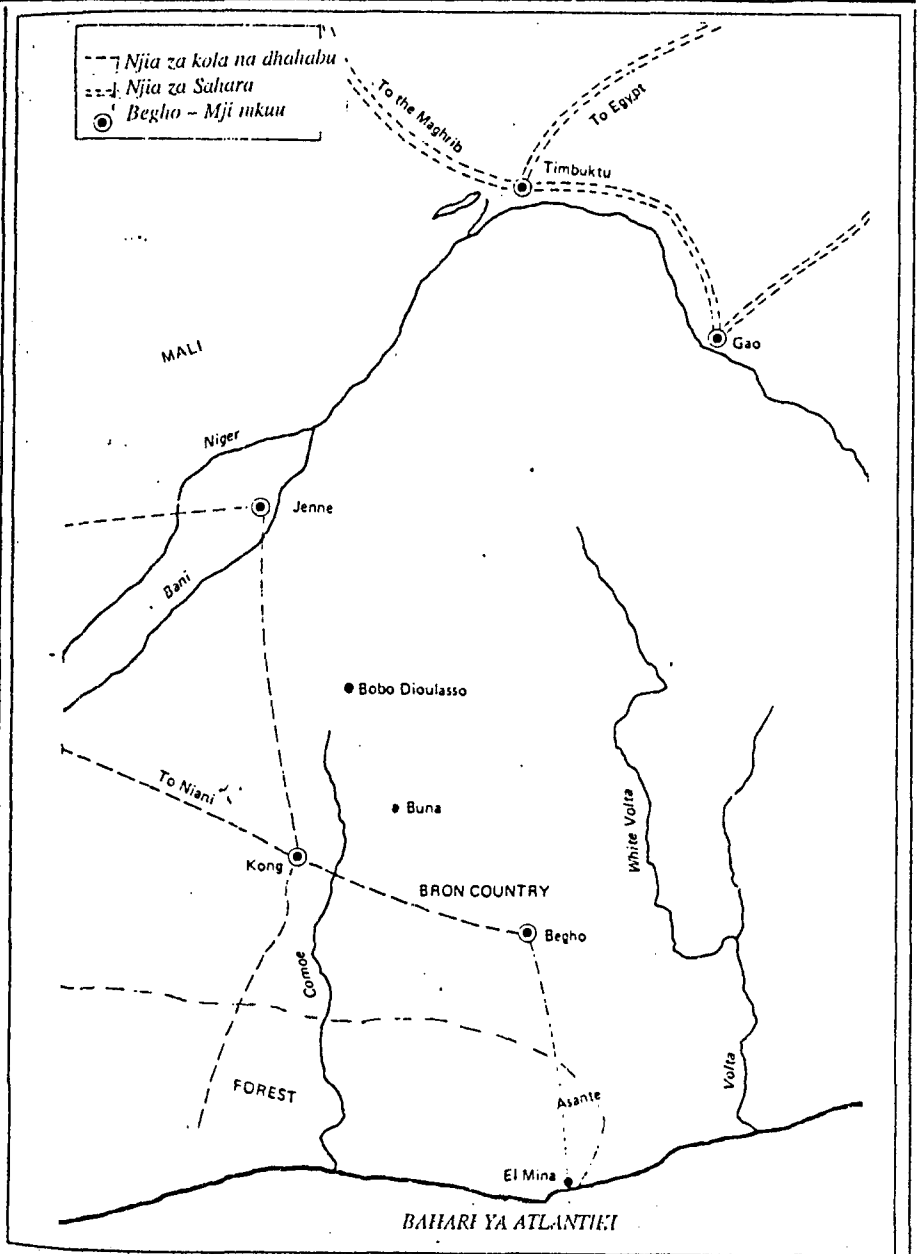 Njia za kola na dhahabu
Njia za Sahara
Begho – Mji mkuu
To the Maghrib
To Egypt
Timbuktu
Gao
MALI
Niger
Jenne
Bani
Bobo Dioulasso
To Niani
Buna
White Volta
Kong
BRON COUNTRY
Begho
Comoe
FOREST
Asante
Volta
El Mina
BAHARI YA ATLANTIKI